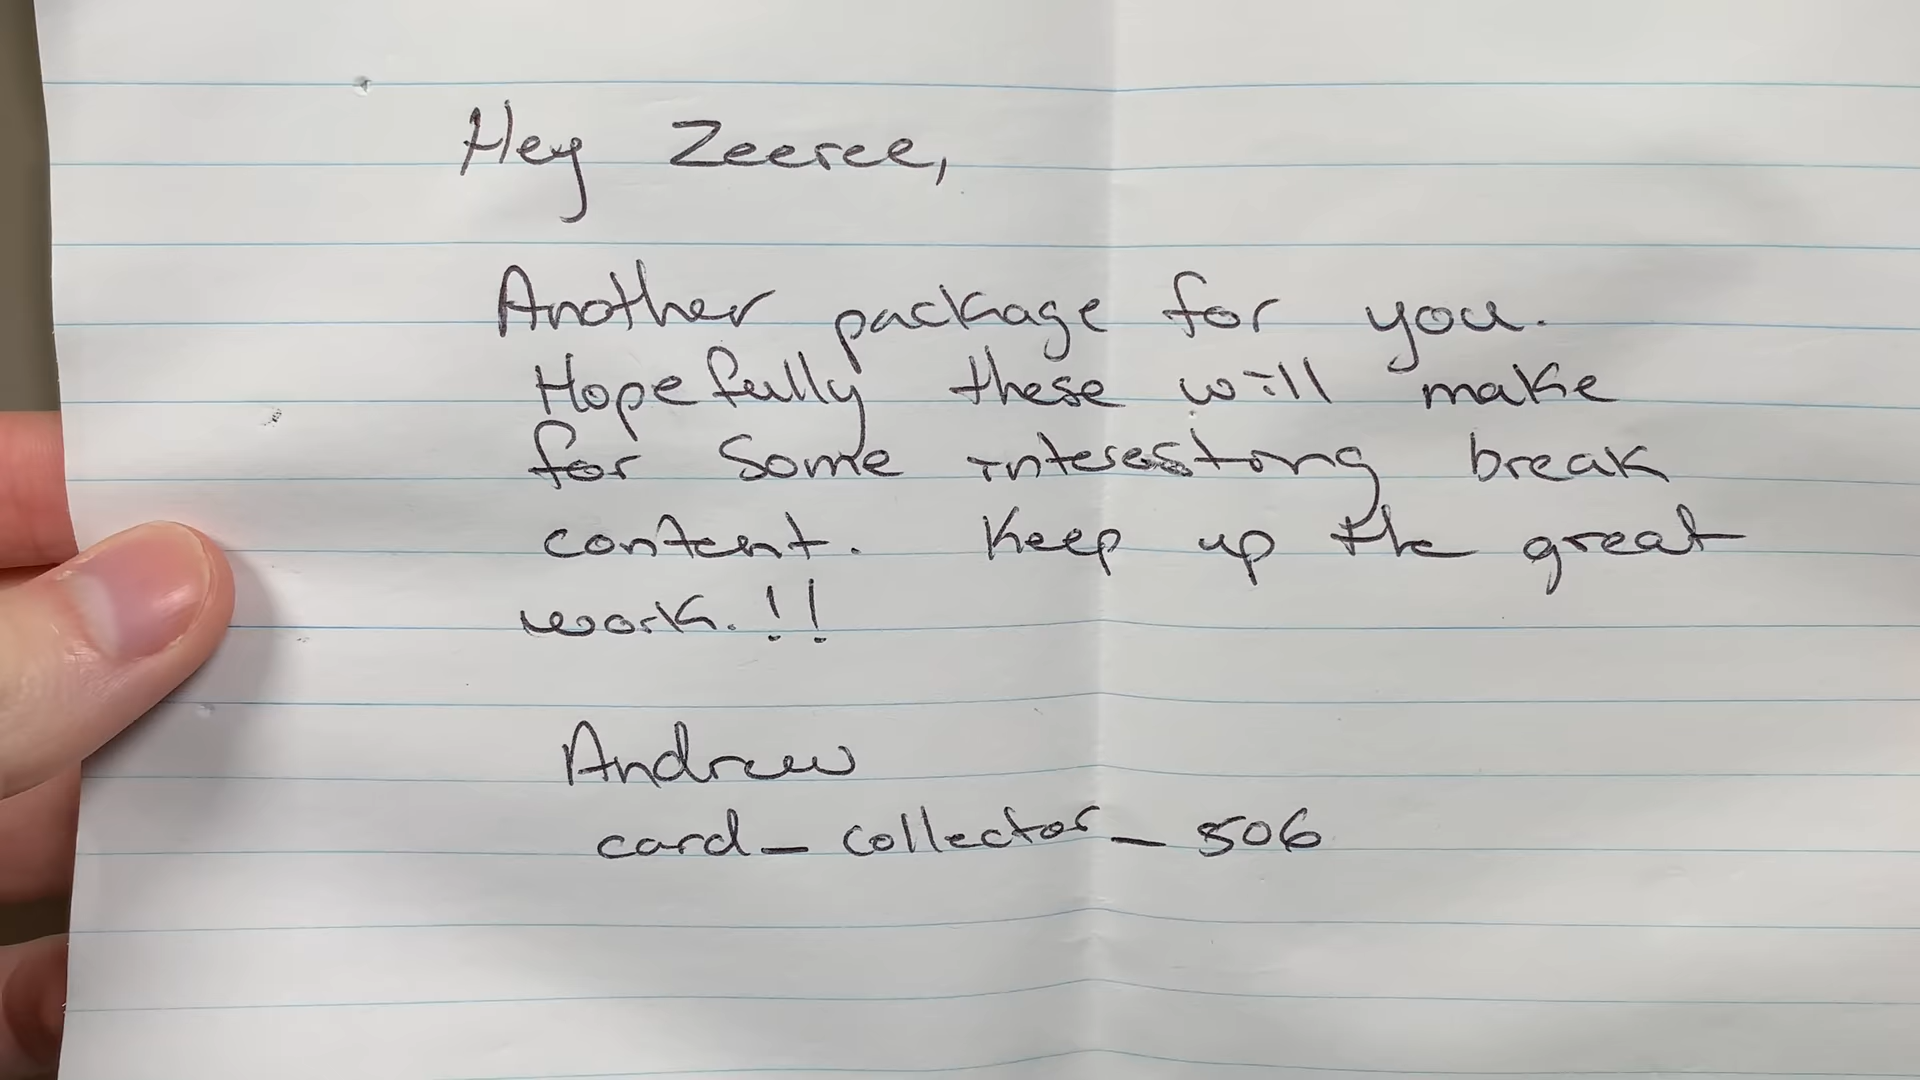 Hey Zeeree,
Another package for you.
Hopefully these will make
for some interesting break
content. Keep up the great
work.!!
Andrew
card_collector_506